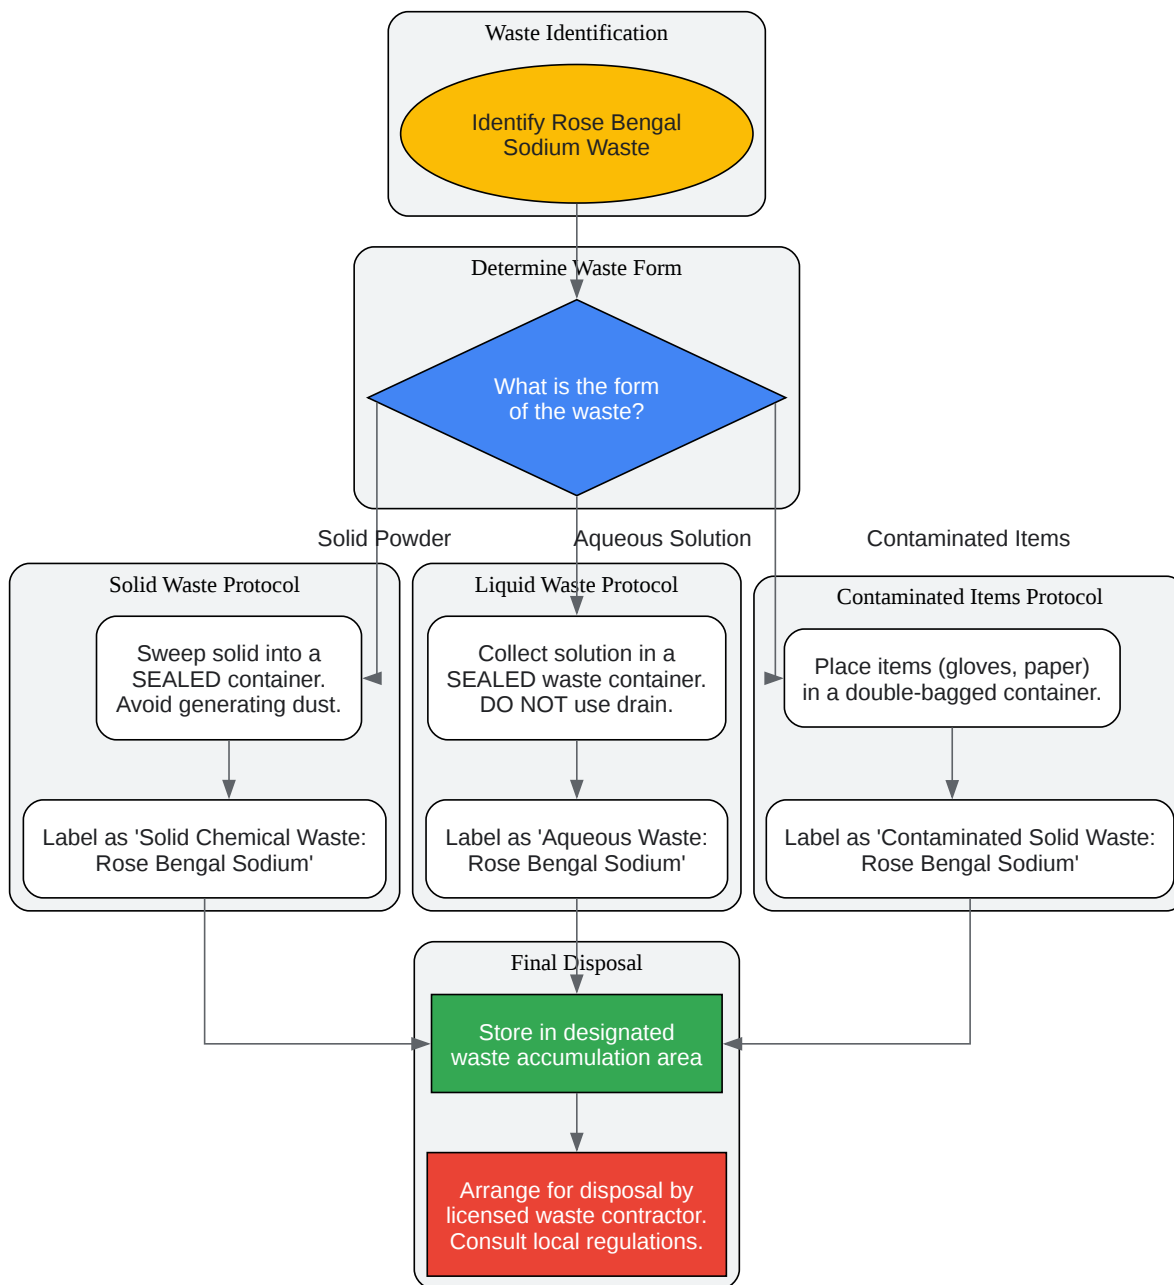 Waste Identification
Identify Rose Bengal
Sodium Waste
Determine Waste Form
What is the form
of the waste?
Solid Powder
Aqueous Solution
Contaminated Items
Solid Waste Protocol
Sweep solid into a
SEALED container.
Avoid generating dust.
Label as 'Solid Chemical Waste:
Rose Bengal Sodium'
Liquid Waste Protocol
Collect solution in a
SEALED waste container.
DO NOT use drain.
Label as 'Aqueous Waste:
Rose Bengal Sodium'
Contaminated Items Protocol
Place items (gloves, paper)
in a double-bagged container.
Label as 'Contaminated Solid Waste:
Rose Bengal Sodium'
Final Disposal
Store in designated
waste accumulation area
Arrange for disposal by
licensed waste contractor.
Consult local regulations.